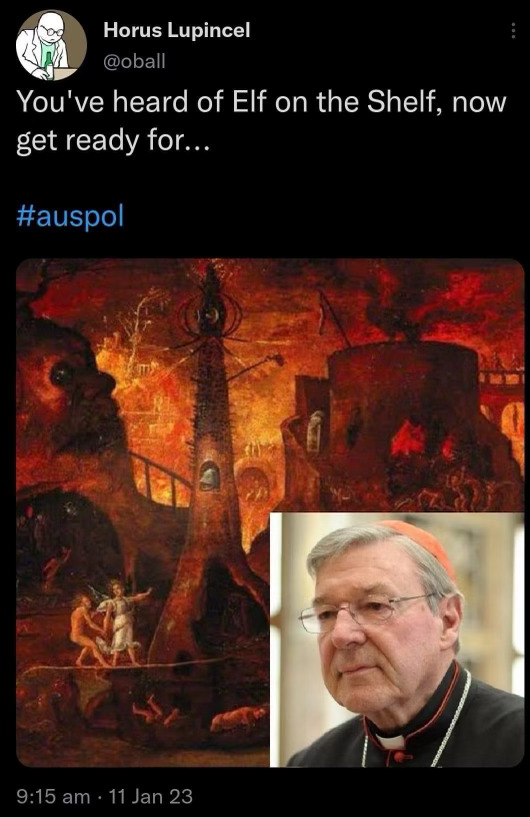 Horus Lupincel
@oball
You've heard of Elf on the Shelf, now
get ready for...
#auspol
9:15 am · 11 Jan 23